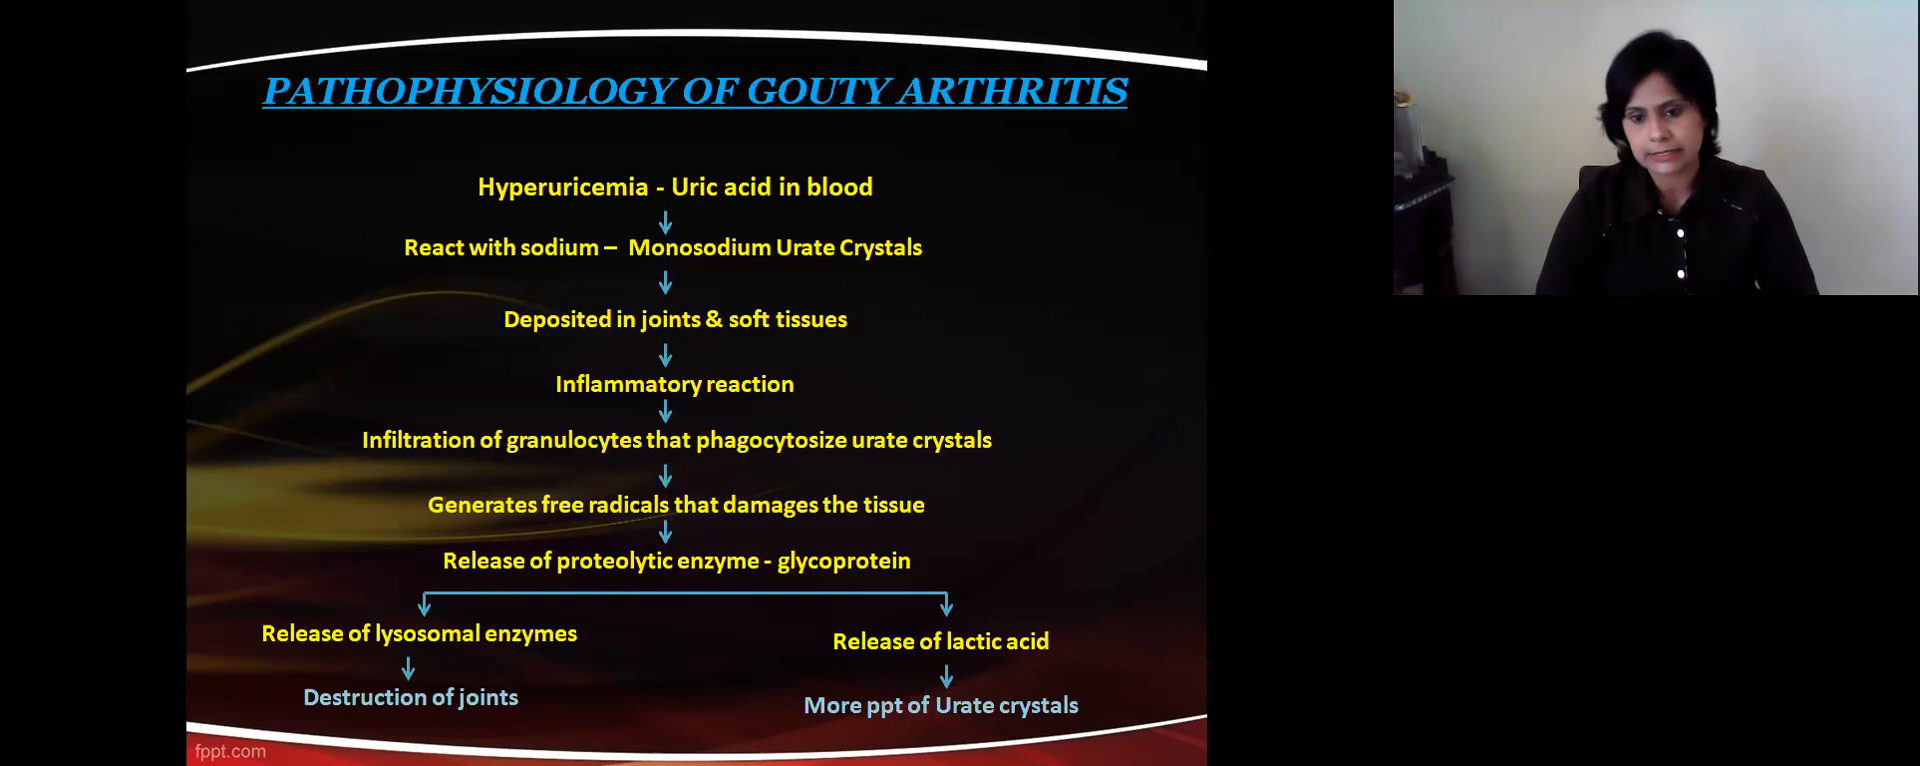 PATHOPHYSIOLOGY OF GOUTY ARTHRITIS
Hyperuricemia - Uric acid in blood
React with sodium – Monosodium Urate Crystals
Deposited in joints & soft tissues
Inflammatory reaction
Infiltration of granulocytes that phagocytosize urate crystals
Generates free radicals that damages the tissue
Release of proteolytic enzyme - glycoprotein
Release of lysosomal enzymes
Release of lactic acid
Destruction of joints
More ppt of Urate crystals
fppt.com